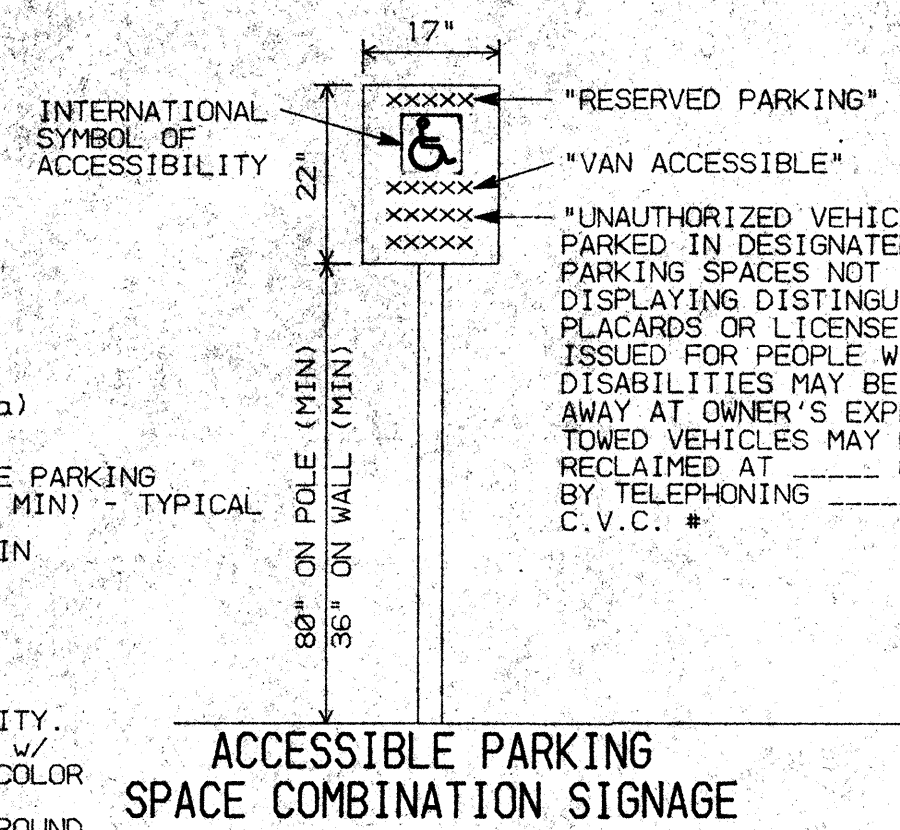 17"
INTERNATIONAL
SYMBOL OF
ACCESSIBILITY
22"
XXXXX
XXXXX
XXXXX
XXXXX
"RESERVED PARKING"
"VAN ACCESSIBLE"
"UNAUTHORIZED VEHIC
PARKED IN DESIGNATE
PARKING SPACES NOT
DISPLAYING DISTINGU
PLACARDS OR LICENSE
ISSUED FOR PEOPLE W
DISABILITIES MAY BE
AWAY AT OWNER'S EXP
TOWED VEHICLES MAY
RECLAIMED AT _____
BY TELEPHONING _____
C.V.C. #
80" ON POLE (MIN)
36" ON WALL (MIN)
a)
E PARKING
MIN) - TYPICAL
IN
ITY.
w/
COLOR
ROUND
ACCESSIBLE PARKING
SPACE COMBINATION SIGNAGE